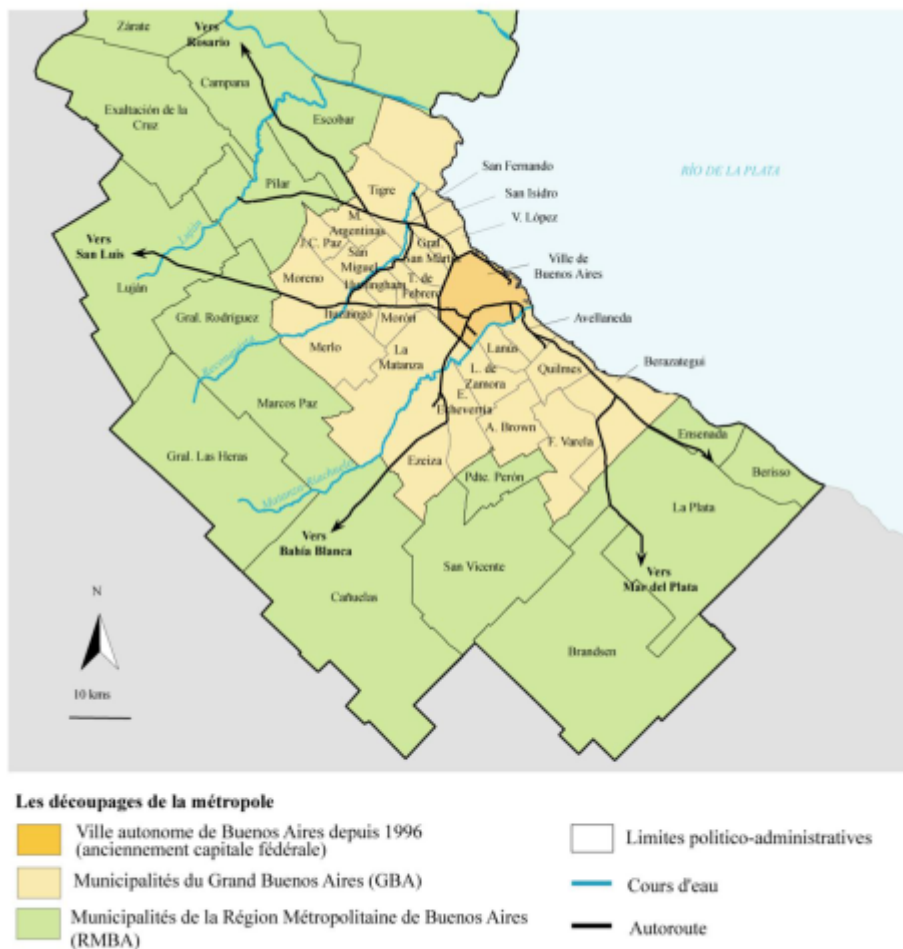 Zárate
Vers
Rosario
Campana
Exaltación de la
Cruz
Escobar
RÍO DE LA PLATA
San Fernando
Pilar
Tigre
San Isidro
M.
Argentinas
V. López
Luján
Vers
San Luis
J.C. Paz
San
Miguel
Gral.
San Martín
Ville de
Buenos Aires
Moreno
Hurlingham
T. de
Febrero
Luján
Gral. Rodríguez
Ituzaingó
Morón
Avellaneda
Reconquista
Merlo
La
Matanza
Lanús
Quilmes
Berazategui
L. de
Zamora
Marcos Paz
E.
Echeverría
A. Brown
F. Varela
Ensenada
Berisso
Gral. Las Heras
Ezeiza
Pdte. Perón
Matanza-Riachuelo
La Plata
Vers
Bahía Blanca
San Vicente
Vers
Mar del Plata
Cañuelas
Brandsen
N
10 kms
Les découpages de la métropole
Ville autonome de Buenos Aires depuis 1996
(anciennement capitale fédérale)
Municipalités du Grand Buenos Aires (GBA)
Municipalités de la Région Métropolitaine de Buenos Aires
(RMBA)
Limites politico-administratives
Cours d'eau
Autoroute